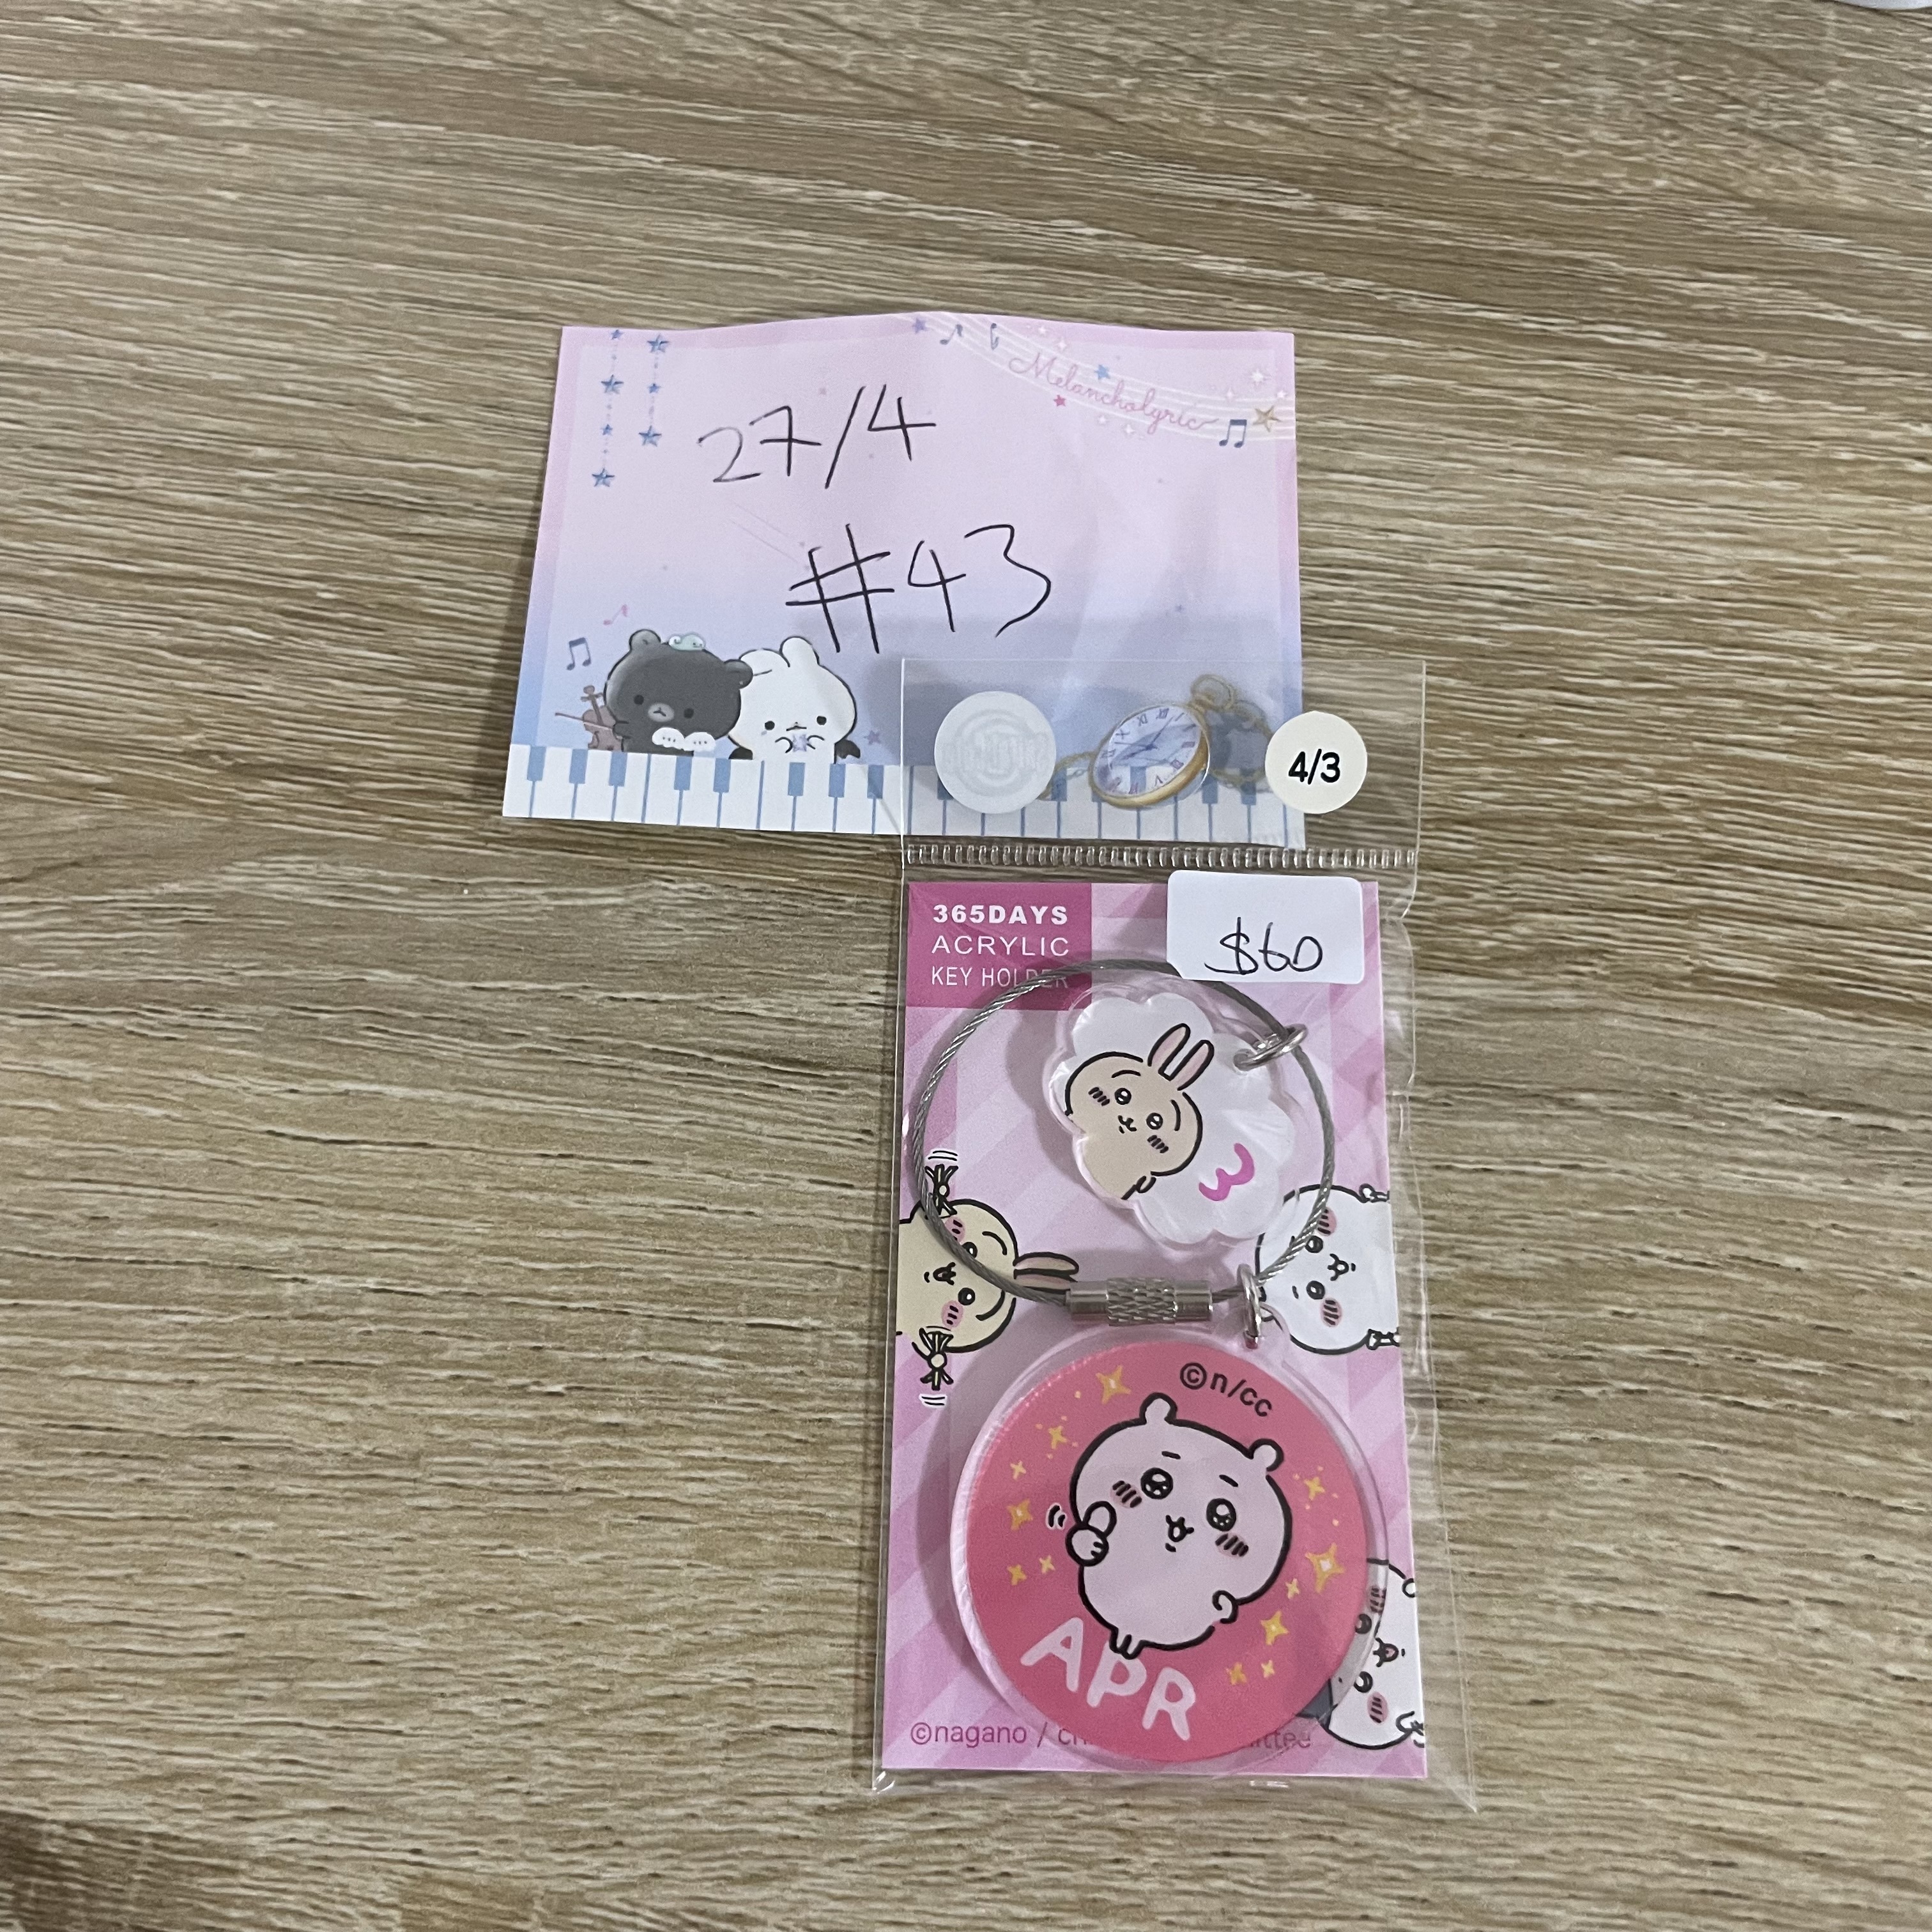 Melancholyric
27/4
#43
4/3
365DAYS
ACRYLIC
KEY HOLDER
$60
3
©n/cc
APR
©nagano /